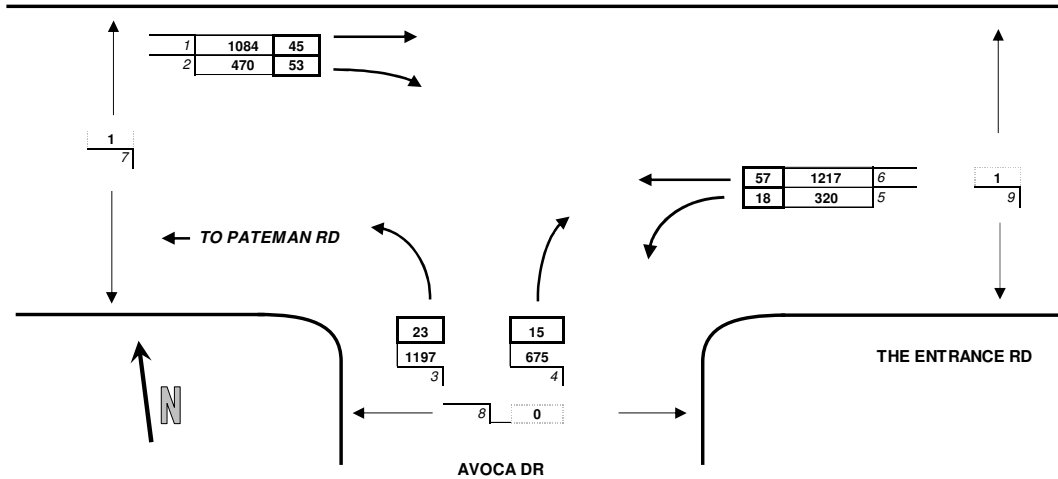 1 1084 45
2 470 53
1
7
57 1217 6
18 320 5
1
9
TO PATEMAN RD
23
1197
3
15
675
4
THE ENTRANCE RD
N
8 0
AVOCA DR